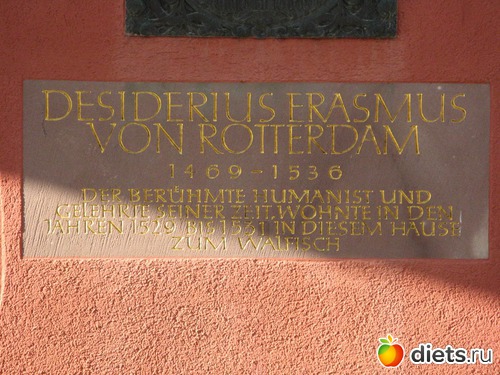 DESIDERIUS ERASMUS
VON ROTTERDAM
1469 - 1536
DER BERÜHMTE HUMANIST UND
GELEHRTE SEINER ZEIT, WOHNTE IN DEN
JAHREN 1529 BIS 1531 IN DIESEM HAUSE
ZUM WALFISCH
diets.ru